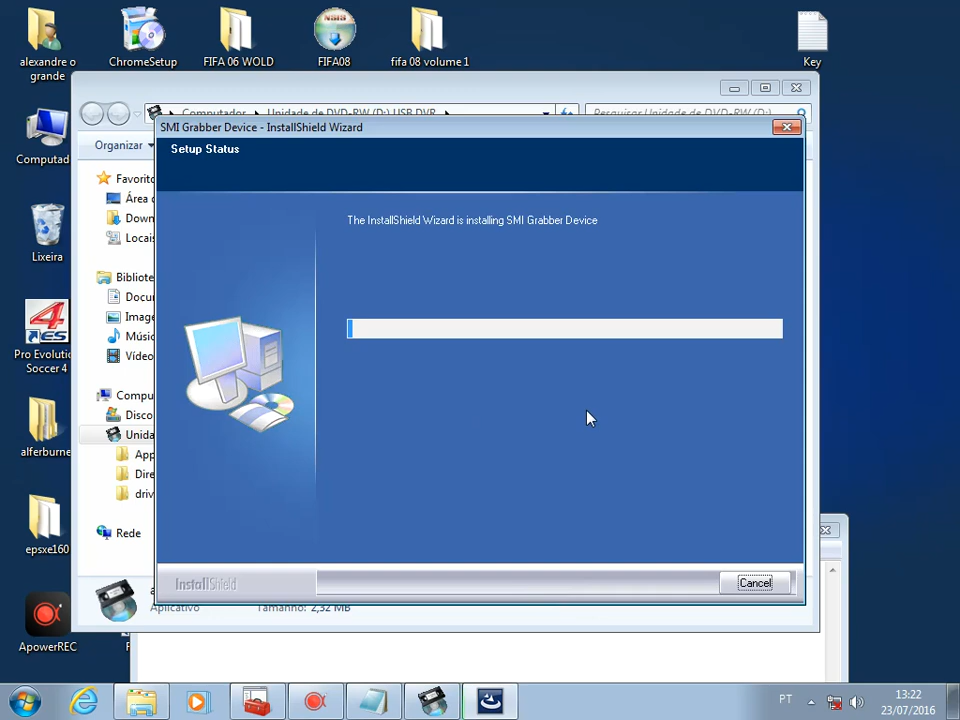 alexandre o
grande
ChromeSetup
FIFA 06 WOLD
FIFA08
fifa 08 volume 1
Key
Computad
Lixeira
Pro Evolutio
Soccer 4
alferburne
epsxe160
ApowerREC
Computador
Unidade de DVD-RW (D:) USB DVR
Pesquisar Unidade de DVD-RW (D:)
Organizar
Favorito
Área d
Down
Locais
Bibliote
Docu
Image
Músic
Vídeo
Compu
Disco
Unida
App
Dire
driv
Rede
Aplicativo
Tamanho: 2,32 MB
SMI Grabber Device - InstallShield Wizard
Setup Status
The InstallShield Wizard is installing SMI Grabber Device
InstallShield
Cancel
PT
13:22
23/07/2016